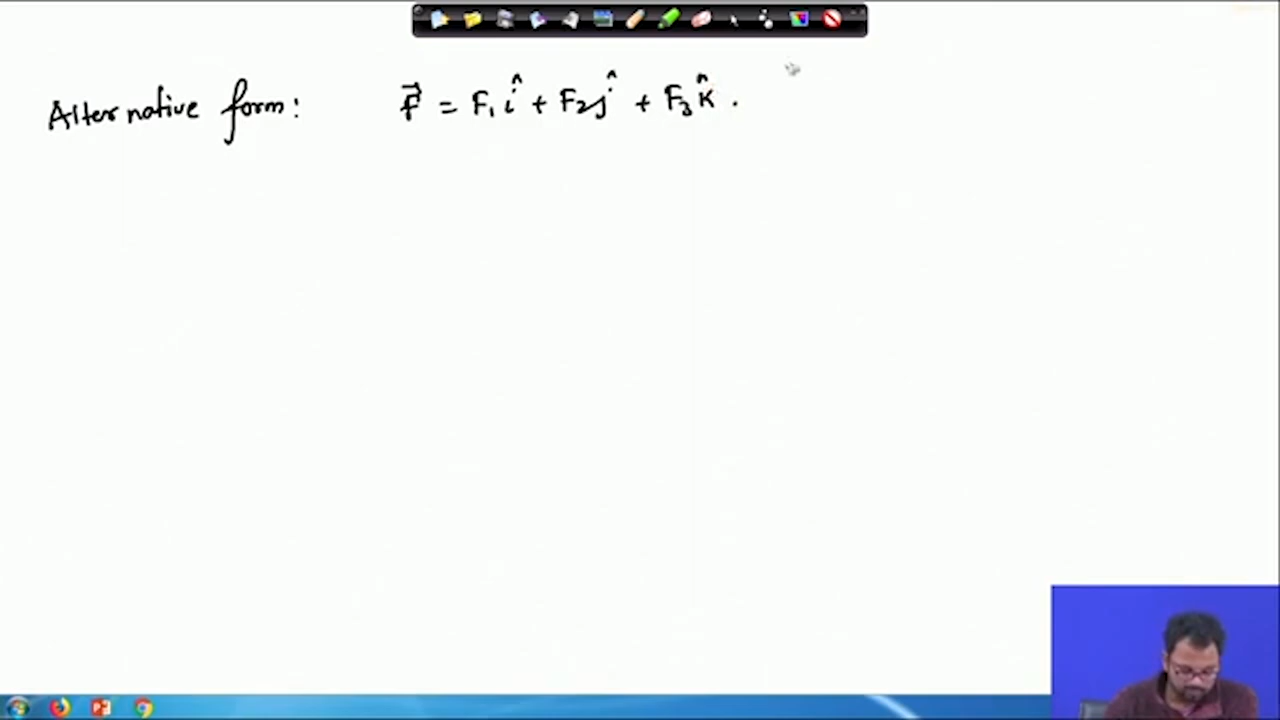 Alternative form: F⃗ = F₁ î + F₂ ĵ + F₃ k̂ .